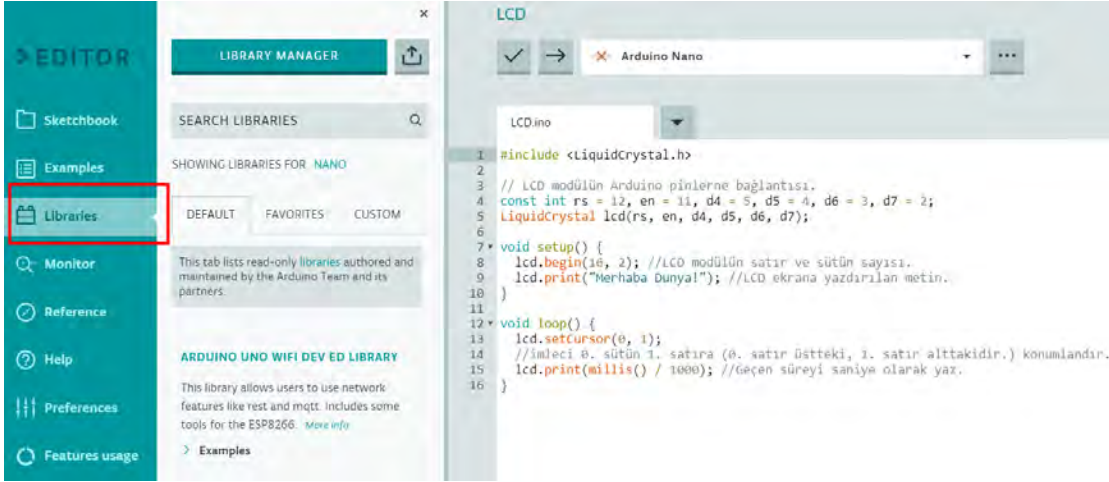 EDITOR
Sketchbook
Examples
Libraries
Monitor
Reference
Help
Preferences
Features usage
×
LIBRARY MANAGER
SEARCH LIBRARIES
SHOWING LIBRARIES FOR NANO
DEFAULT FAVORITES CUSTOM
This tab lists read-only libraries authored and
maintained by the Arduino Team and its
partners.
ARDUINO UNO WIFI DEV ED LIBRARY
This library allows users to use network
features like rest and mqtt. Includes some
tools for the ESP8266. More info
> Examples
LCD
Arduino Nano
LCD.ino
1 #include <LiquidCrystal.h>
2
3 // LCD modülün Arduino pinlerne bağlantısı.
4 const int rs = 12, en = 11, d4 = 5, d5 = 4, d6 = 3, d7 = 2;
5 LiquidCrystal lcd(rs, en, d4, d5, d6, d7);
6
7 void setup() {
8 lcd.begin(16, 2); //LCD modülün satır ve sütün sayısı.
9 lcd.print("Merhaba Dunya!"); //LCD ekrana yazdırılan metin.
10 }
11
12 void loop() {
13 lcd.setCursor(0, 1);
14 //imleci 0. sütün 1. satıra (0. satır üstteki, 1. satır alttakidir.) konumlandır.
15 lcd.print(millis() / 1000); //Geçen süreyi saniye olarak yaz.
16 }